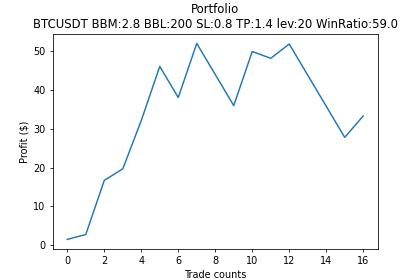 Portfolio
BTCUSDT BBM:2.8 BBL:200 SL:0.8 TP:1.4 lev:20 WinRatio:59.0
50
40
30
20
10
0
Profit ($)
0 2 4 6 8 10 12 14 16
Trade counts